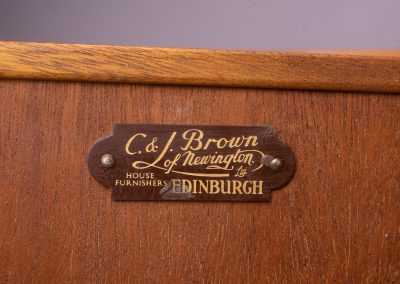 C. & J. Brown
of Newington
Ltd.
HOUSE
FURNISHERS EDINBURGH